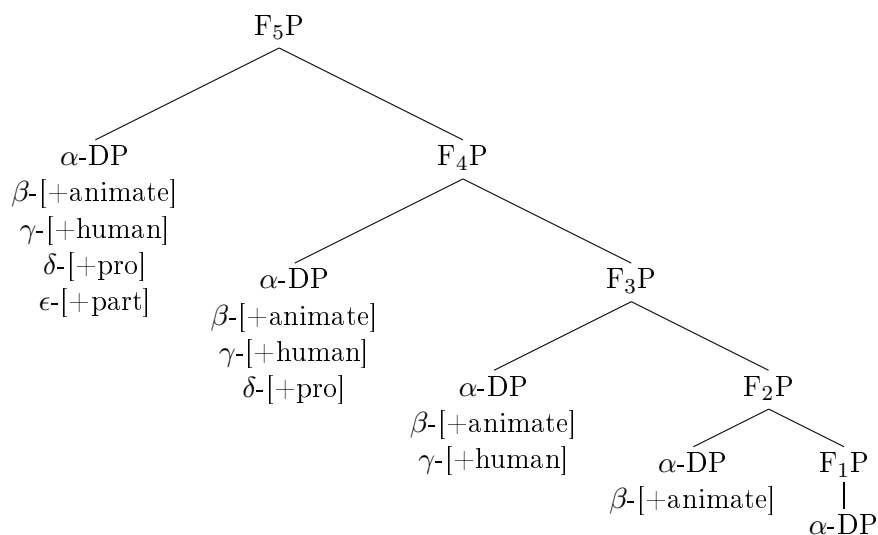 F₅P
α-DP
β-[+animate]
γ-[+human]
δ-[+pro]
ϵ-[+part]
F₄P
α-DP
β-[+animate]
γ-[+human]
δ-[+pro]
F₃P
α-DP
β-[+animate]
γ-[+human]
F₂P
α-DP
β-[+animate]
F₁P
α-DP